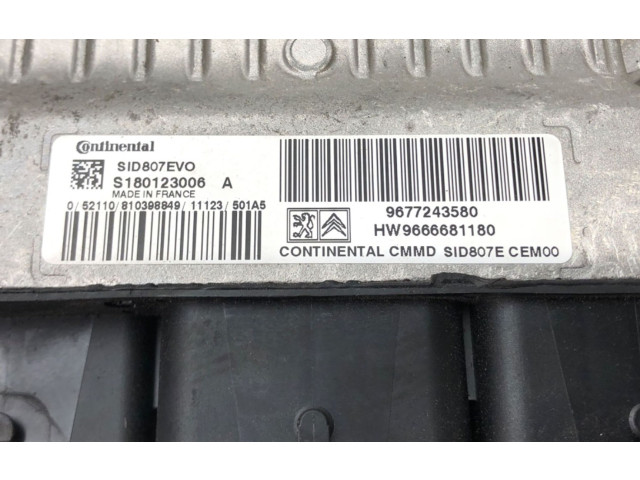 Continental
SID807EVO
S180123006 A
MADE IN FRANCE
0/52110/810398849/11123/501A5
9677243580
HW9666681180
CONTINENTAL CMMD SID807E CEM00